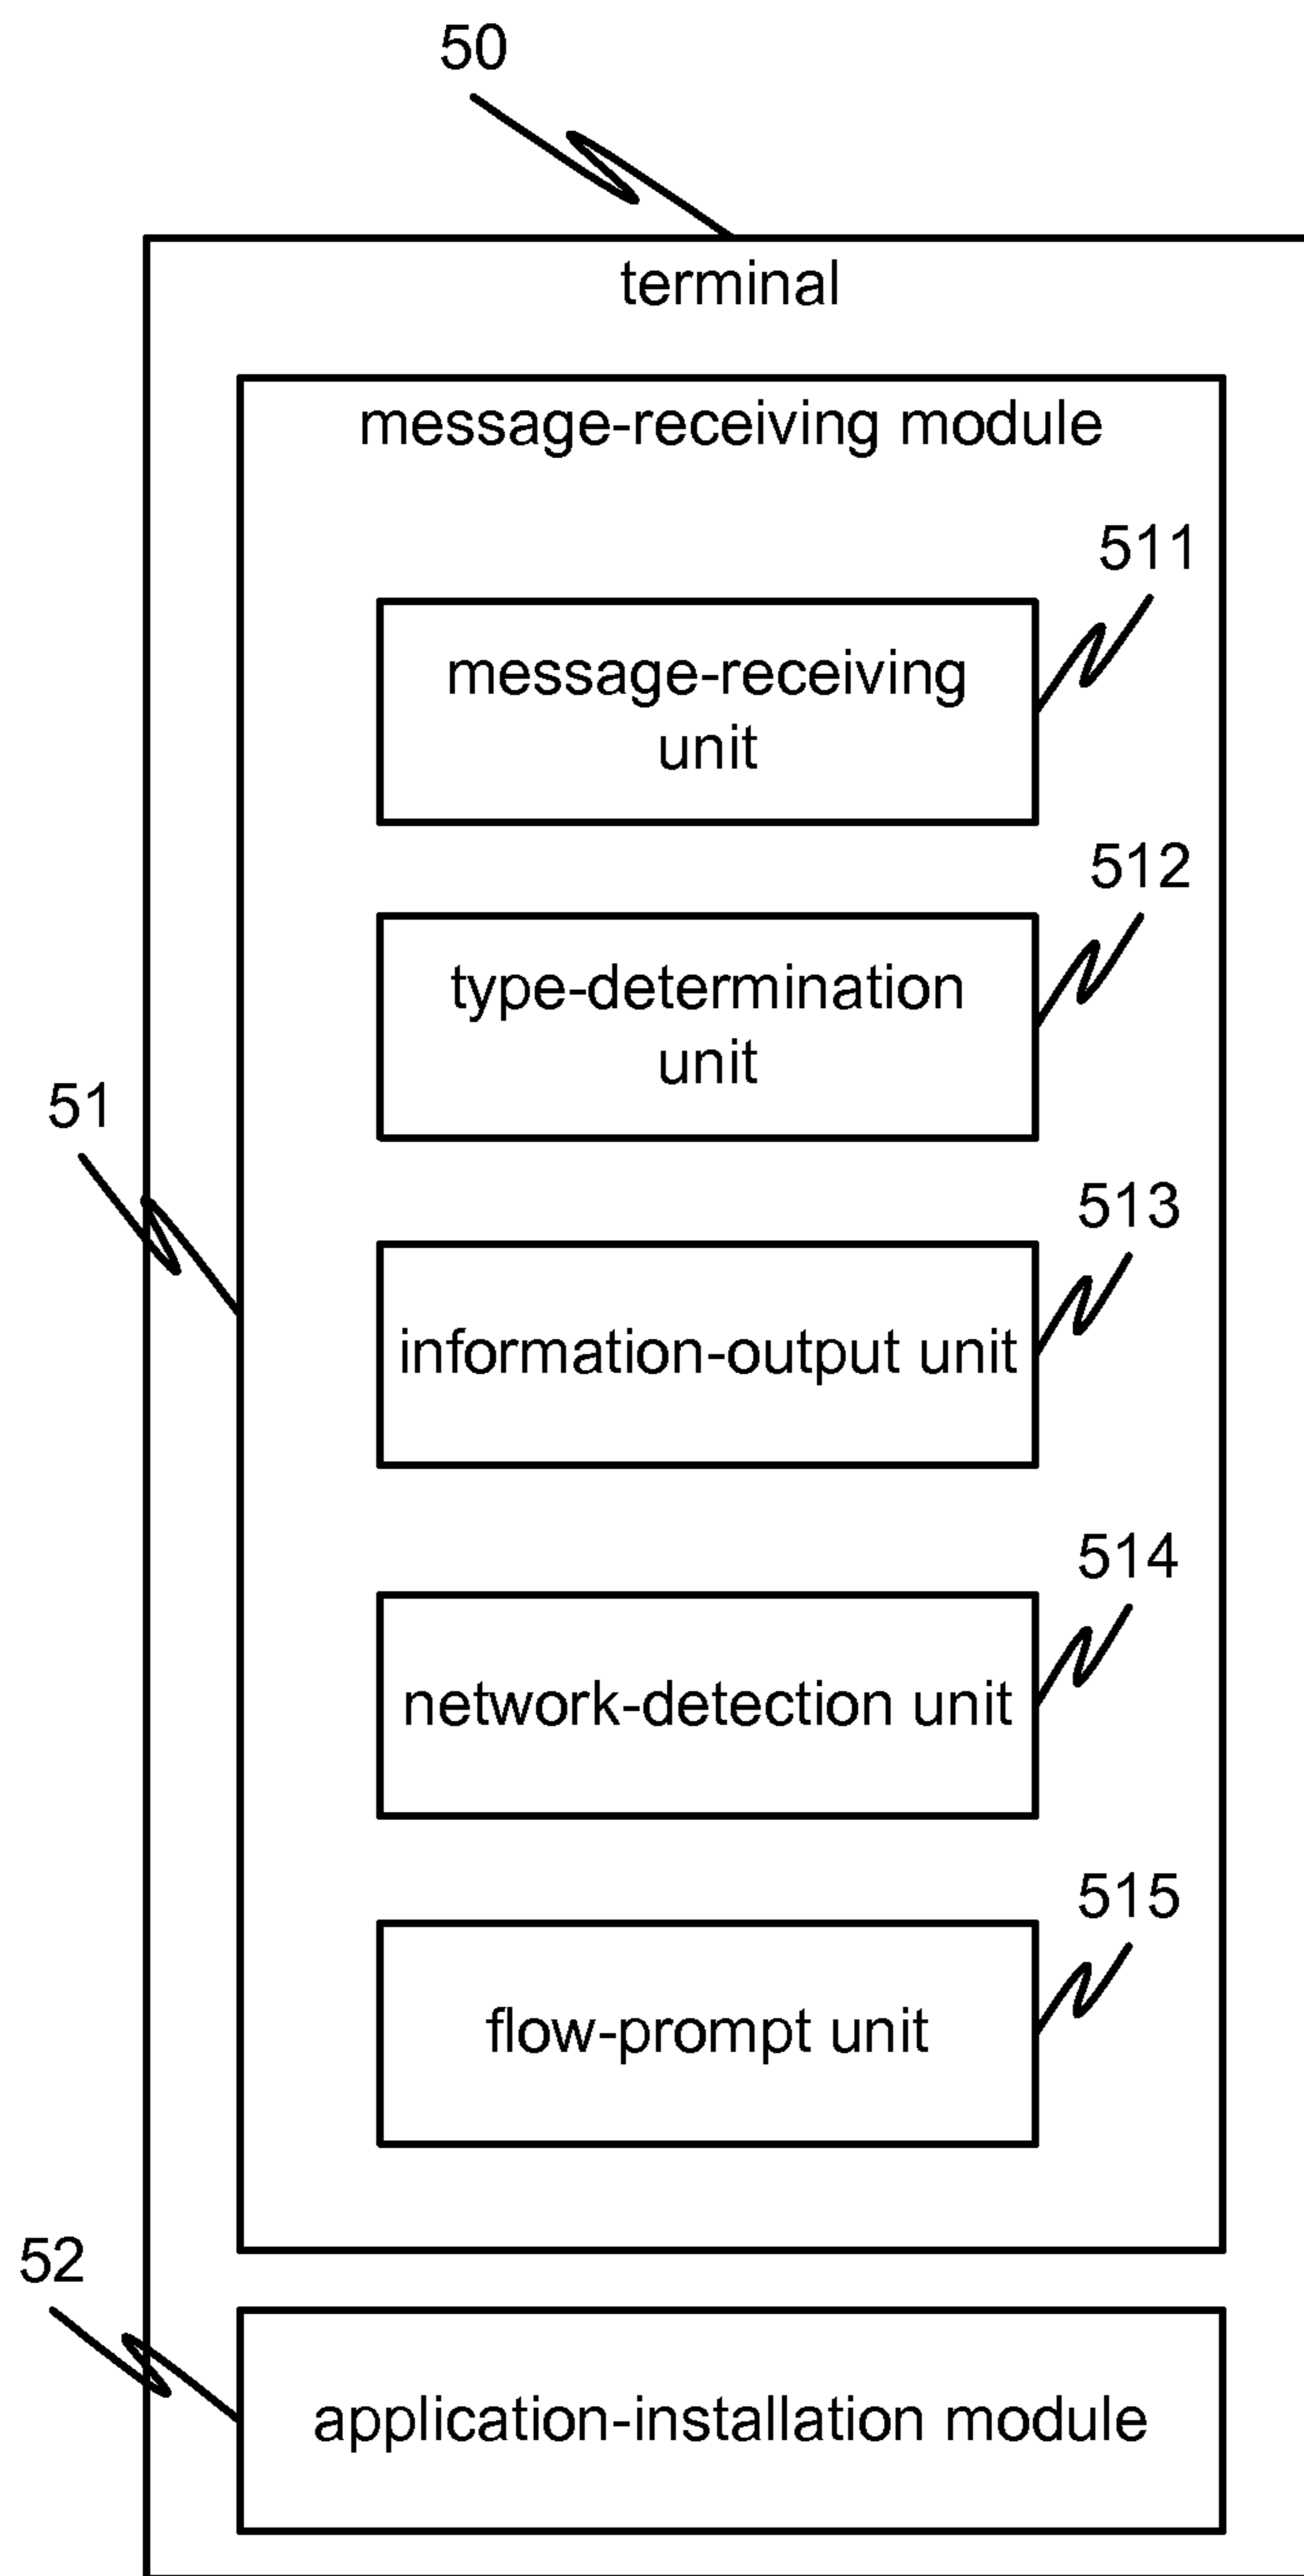 50
terminal
message-receiving module
511
message-receiving
unit
512
type-determination
unit
51
513
information-output unit
514
network-detection unit
515
flow-prompt unit
52
application-installation module